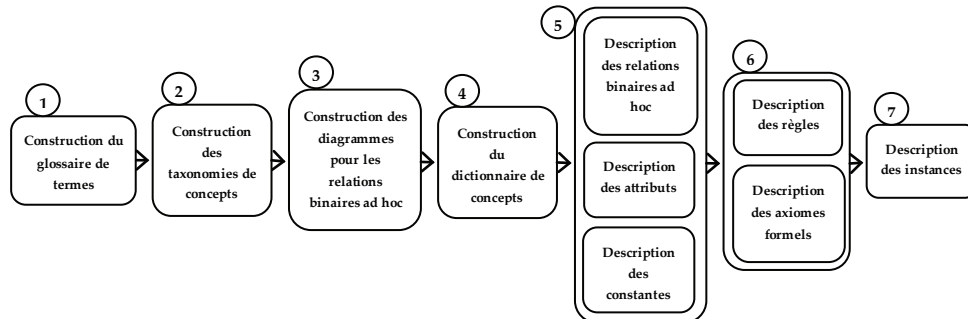 1
Construction du
glossaire de
termes
2
Construction
des
taxonomies de
concepts
3
Construction des
diagrammes
pour les
relations
binaires ad hoc
4
Construction
du
dictionnaire de
concepts
5
Description
des relations
binaires ad
hoc
Description
des attributs
Description
des
constantes
6
Description
des règles
Description
des axiomes
formels
7
Description
des instances